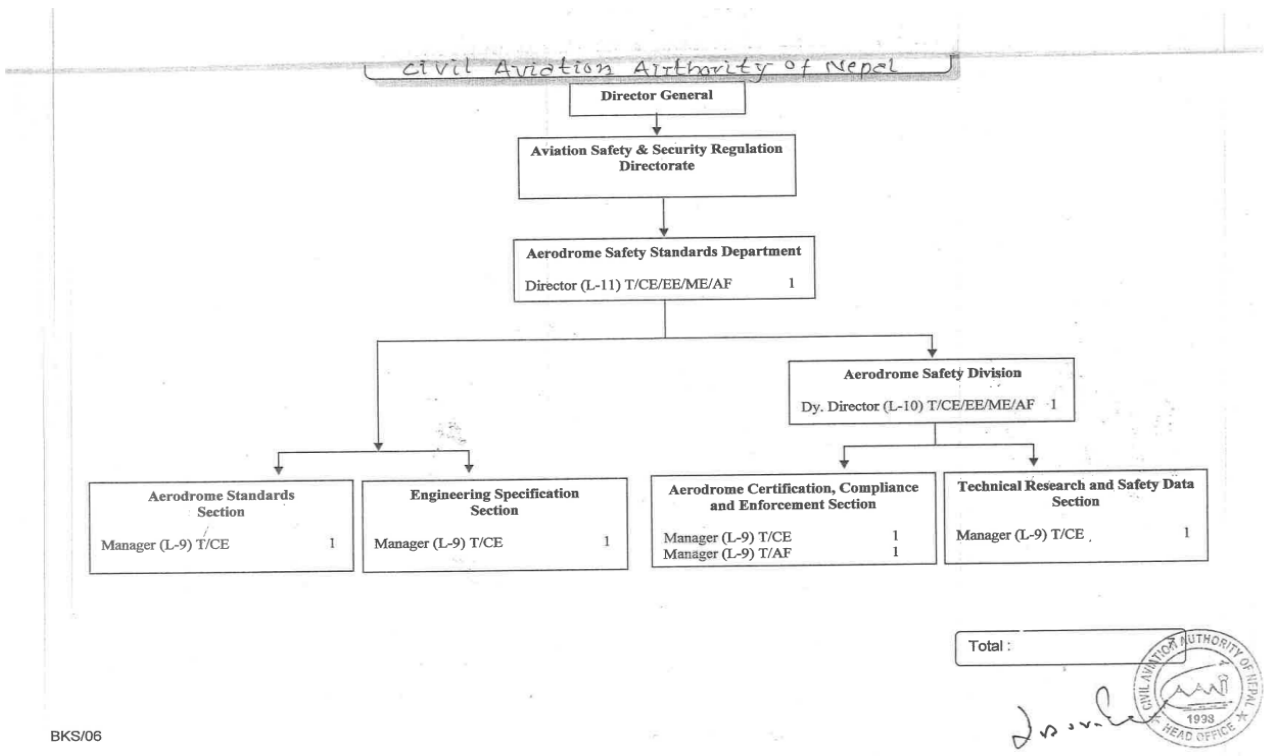 Civil Aviation Authority of Nepal
Director General
Aviation Safety & Security Regulation
Directorate
Aerodrome Safety Standards Department
Director (L-11) T/CE/EE/ME/AF 1
Aerodrome Safety Division
Dy. Director (L-10) T/CE/EE/ME/AF 1
Aerodrome Standards
Section
Manager (L-9) T/CE 1
Engineering Specification
Section
Manager (L-9) T/CE 1
Aerodrome Certification, Compliance
and Enforcement Section
Manager (L-9) T/CE 1
Manager (L-9) T/AF 1
Technical Research and Safety Data
Section
Manager (L-9) T/CE 1
Total :
CIVIL AVIATION AUTHORITY OF NEPAL
1998
HEAD OFFICE
BKS/06